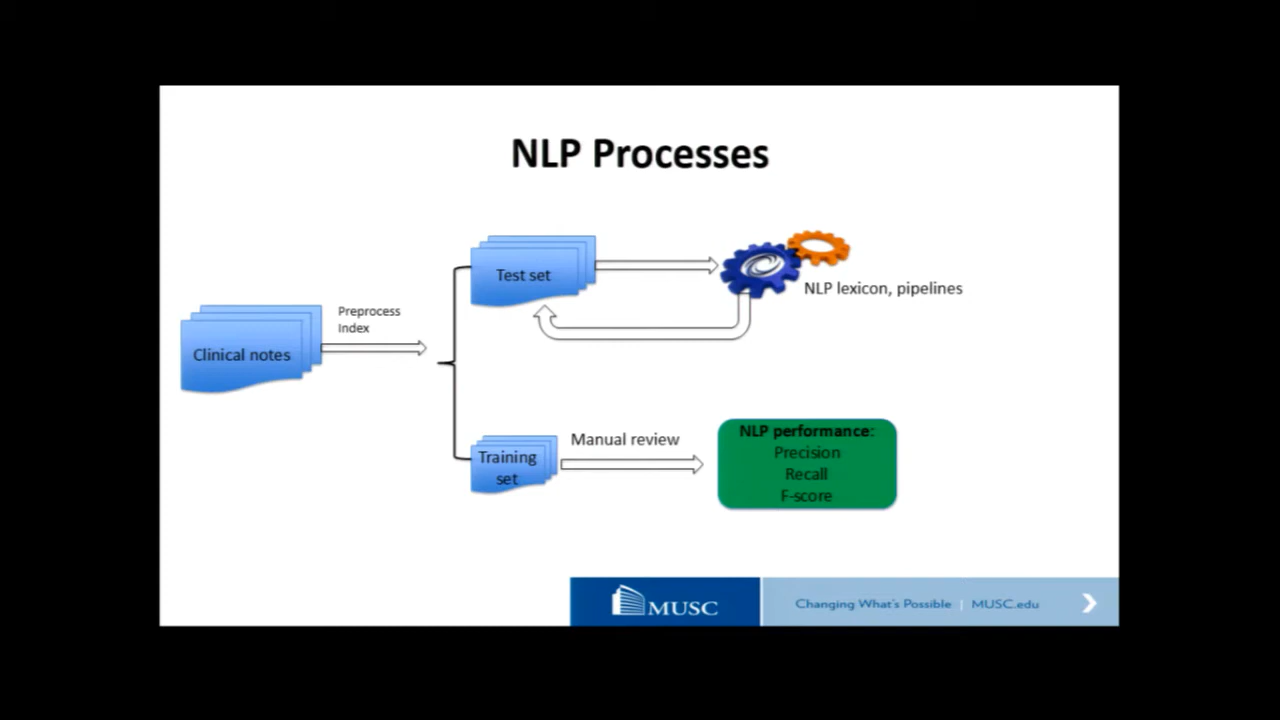 NLP Processes
Test set
NLP lexicon, pipelines
Preprocess
Index
Clinical notes
Training
set
Manual review
NLP performance:
Precision
Recall
F-score
MUSC
Changing What's Possible | MUSC.edu